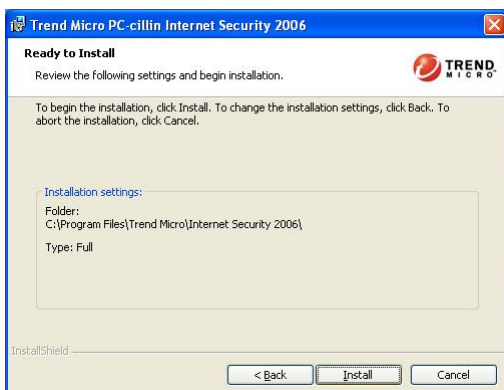 Trend Micro PC-cillin Internet Security 2006
Ready to Install
Review the following settings and begin installation.
TREND
MICRO
To begin the installation, click Install. To change the installation settings, click Back. To
abort the installation, click Cancel.
Installation settings:
Folder:
C:\Program Files\Trend Micro\Internet Security 2006\
Type: Full
InstallShield
< Back
Install
Cancel